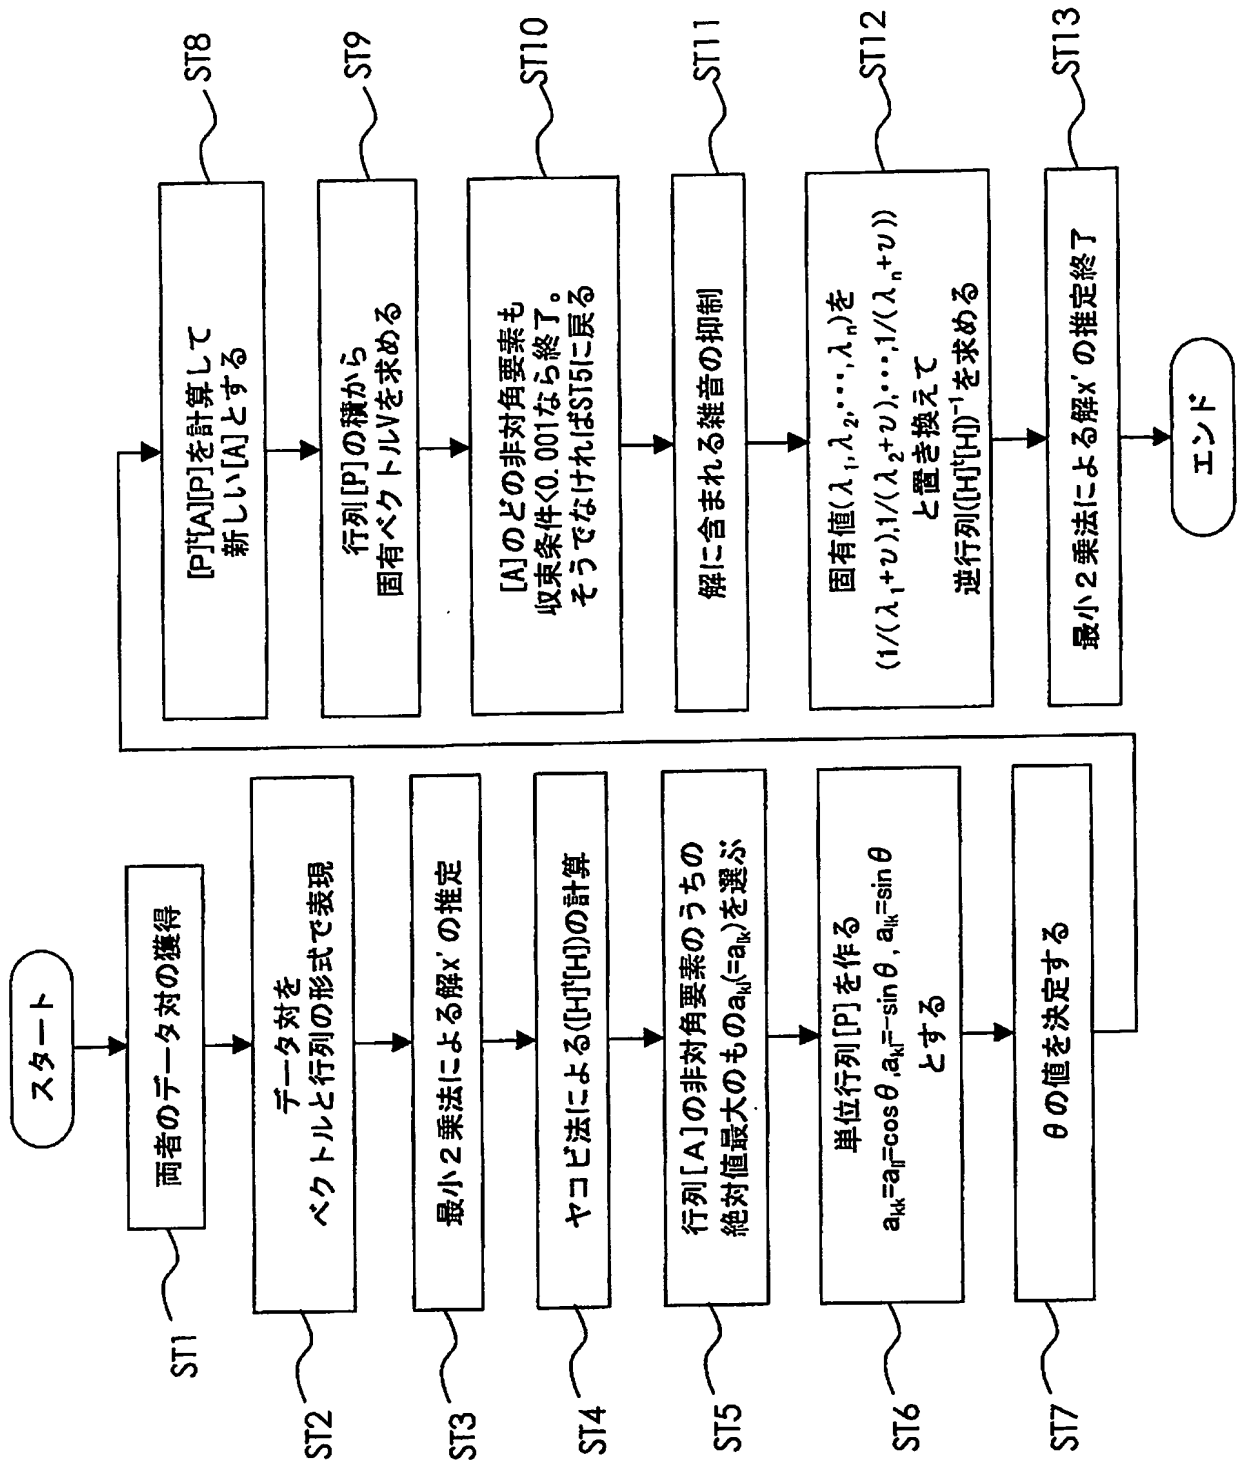 スタート
両者のデータ対の獲得
ST1
データ対を
ベクトルと行列の形式で表現
ST2
最小2乗法による解x'の推定
ST3
ヤコビ法による([H]ᵗ[H])の計算
ST4
行列[A]の非対角要素のうちの
絶対値最大のものaₖₗ(=aₗₖ)を選ぶ
ST5
単位行列[P]を作る
aₖₖ=aₗₗ=cosθ,aₖₗ=-sinθ,aₗₖ=sinθ
とする
ST6
θの値を決定する
ST7
[P]ᵗ[A][P]を計算して
新しい[A]とする
ST8
行列[P]の積から
固有ベクトルVを求める
ST9
[A]のどの非対角要素も
収束条件<0.001なら終了。
そうでなければST5に戻る
ST10
解に含まれる雑音の抑制
ST11
固有値(λ₁,λ₂,…,λₙ)を
(1/(λ₁+υ),1/(λ₂+υ),…,1/(λₙ+υ))
と置き換えて
逆行列([H]ᵗ[H])⁻¹を求める
ST12
最小2乗法による解x'の推定終了
ST13
エンド